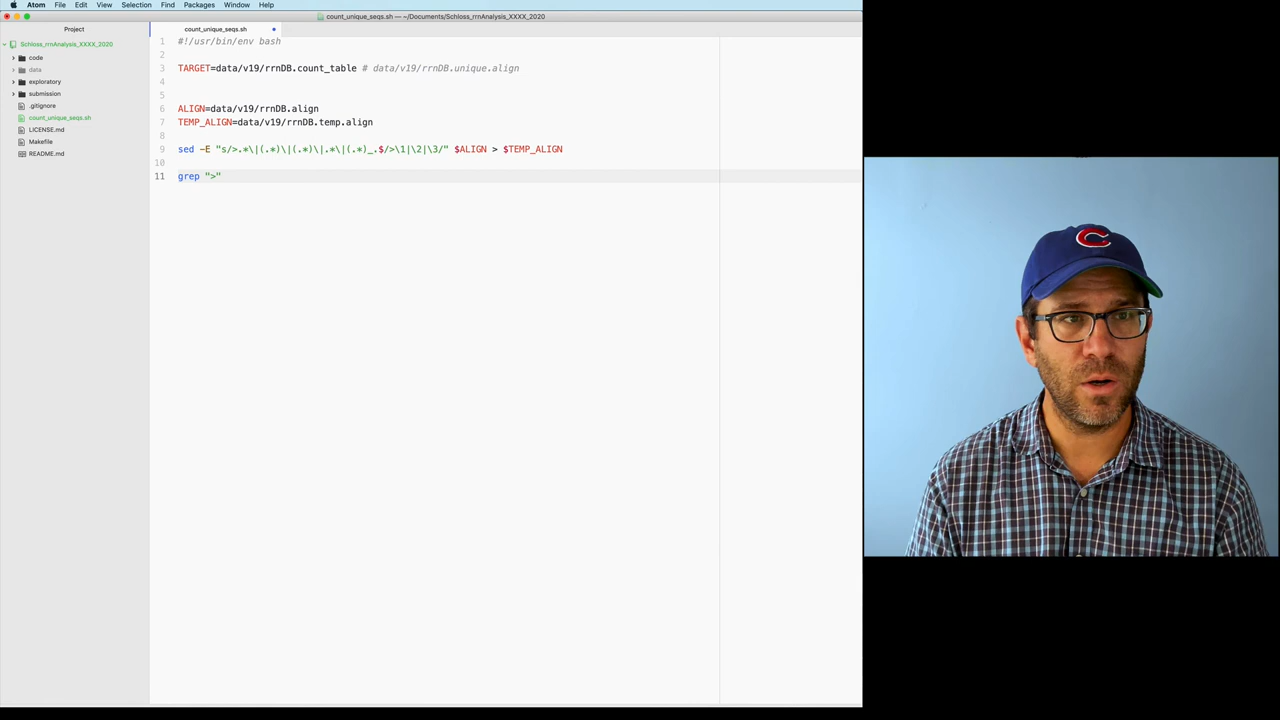 Atom File Edit View Selection Find Packages Window Help
count_unique_seqs.sh — ~/Documents/Schloss_rrnAnalysis_XXXX_2020
Project
count_unique_seqs.sh
Schloss_rrnAnalysis_XXXX_2020
code
data
exploratory
submission
.gitignore
count_unique_seqs.sh
LICENSE.md
Makefile
README.md
1 #!/usr/bin/env bash
2
3 TARGET=data/v19/rrnDB.count_table # data/v19/rrnDB.unique.align
4
5
6 ALIGN=data/v19/rrnDB.align
7 TEMP_ALIGN=data/v19/rrnDB.temp.align
8
9 sed -E "s/>.*\|(.*)\|(.*)\|.*\|(.*)_.$/>\1|\2|\3/" $ALIGN > $TEMP_ALIGN
10
11 grep ">"
C